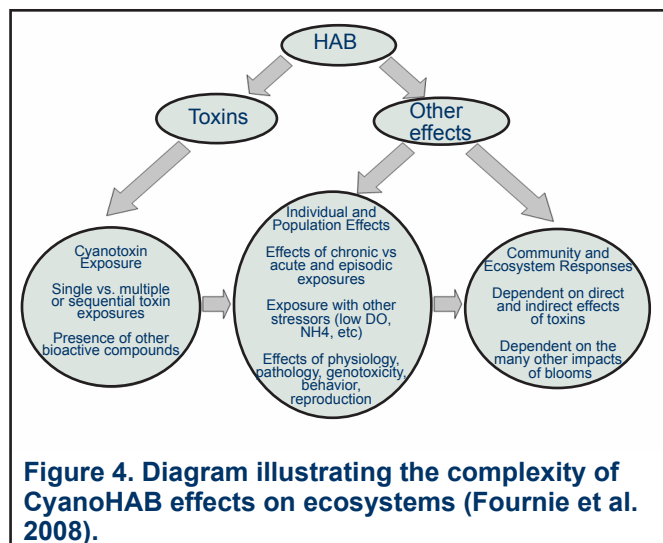 HAB
Toxins
Other
effects
Cyanotoxin
Exposure
Single vs. multiple
or sequential toxin
exposures
Presence of other
bioactive compounds
Individual and
Population Effects
Effects of chronic vs
acute and episodic
exposures
Exposure with other
stressors (low DO,
NH4, etc)
Effects of physiology,
pathology, genotoxicity,
behavior,
reproduction
Community and
Ecosystem Responses
Dependent on direct
and indirect effects
of toxins
Dependent on the
many other impacts
of blooms
Figure 4. Diagram illustrating the complexity of
CyanoHAB effects on ecosystems (Fournie et al.
2008).